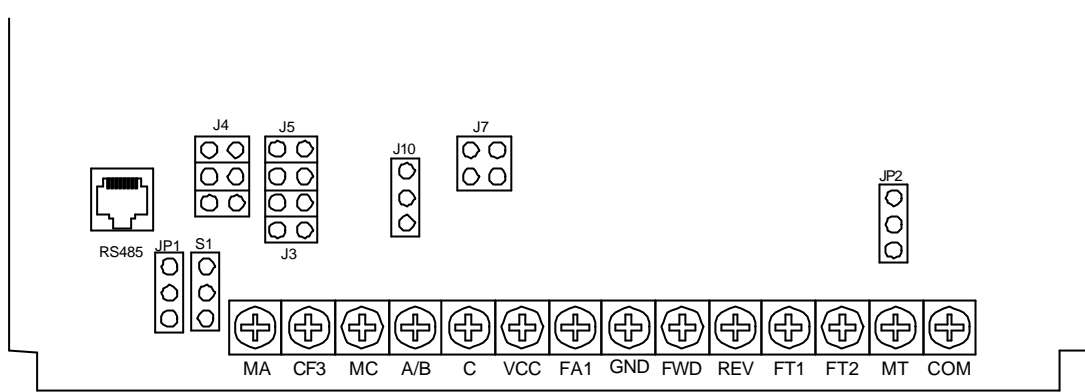 J4 J5 J7
J10
JP2
RS485 JP1 S1 J3
MA CF3 MC A/B C VCC FA1 GND FWD REV FT1 FT2 MT COM